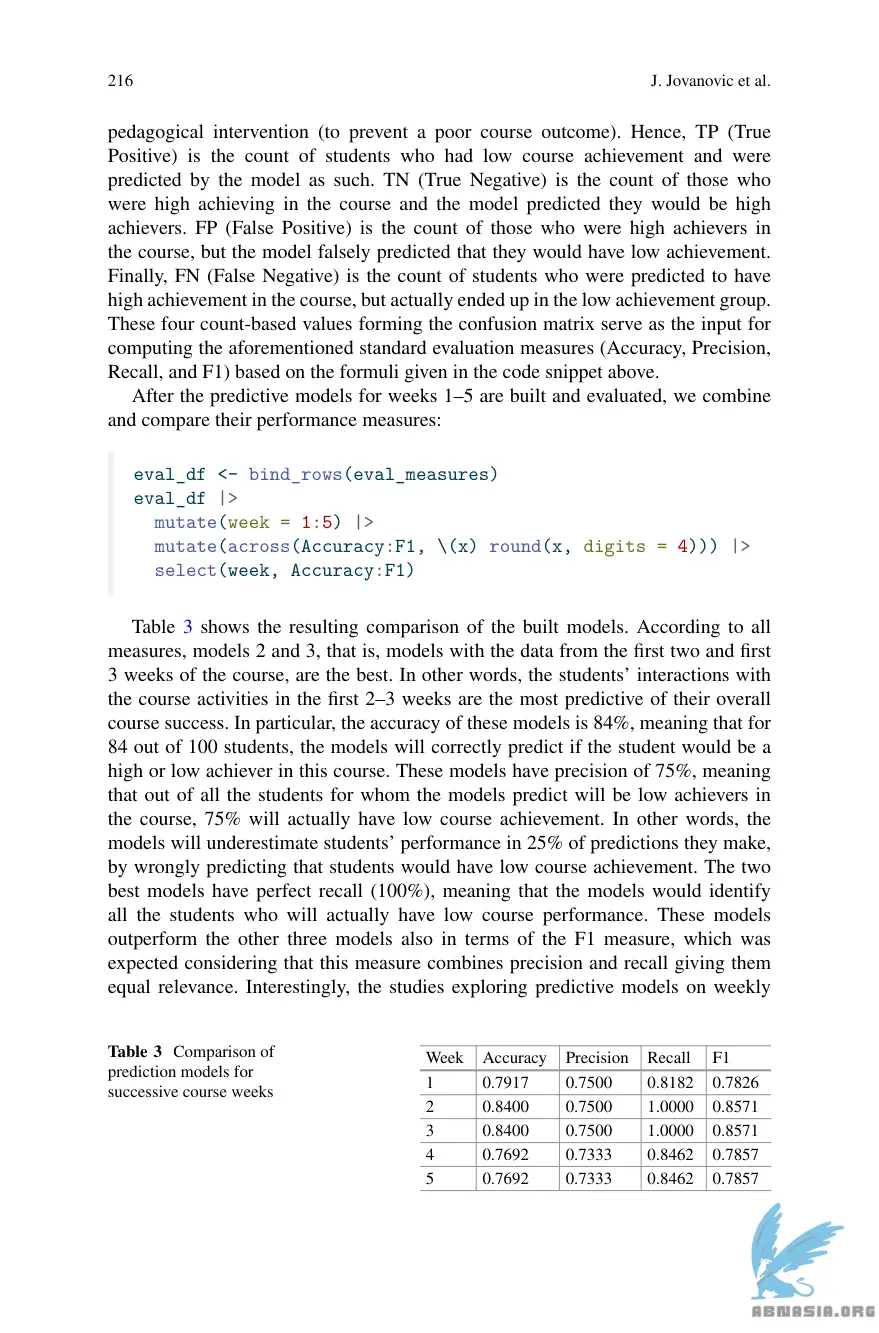 216 J. Jovanovic et al.
pedagogical intervention (to prevent a poor course outcome). Hence, TP (True
Positive) is the count of students who had low course achievement and were
predicted by the model as such. TN (True Negative) is the count of those who
were high achieving in the course and the model predicted they would be high
achievers. FP (False Positive) is the count of those who were high achievers in
the course, but the model falsely predicted that they would have low achievement.
Finally, FN (False Negative) is the count of students who were predicted to have
high achievement in the course, but actually ended up in the low achievement group.
These four count-based values forming the confusion matrix serve as the input for
computing the aforementioned standard evaluation measures (Accuracy, Precision,
Recall, and F1) based on the formuli given in the code snippet above.
After the predictive models for weeks 1–5 are built and evaluated, we combine
and compare their performance measures:
eval_df <- bind_rows(eval_measures)
eval_df |>
mutate(week = 1:5) |>
mutate(across(Accuracy:F1, \(x) round(x, digits = 4))) |>
select(week, Accuracy:F1)
Table 3 shows the resulting comparison of the built models. According to all
measures, models 2 and 3, that is, models with the data from the first two and first
3 weeks of the course, are the best. In other words, the students’ interactions with
the course activities in the first 2–3 weeks are the most predictive of their overall
course success. In particular, the accuracy of these models is 84%, meaning that for
84 out of 100 students, the models will correctly predict if the student would be a
high or low achiever in this course. These models have precision of 75%, meaning
that out of all the students for whom the models predict will be low achievers in
the course, 75% will actually have low course achievement. In other words, the
models will underestimate students’ performance in 25% of predictions they make,
by wrongly predicting that students would have low course achievement. The two
best models have perfect recall (100%), meaning that the models would identify
all the students who will actually have low course performance. These models
outperform the other three models also in terms of the F1 measure, which was
expected considering that this measure combines precision and recall giving them
equal relevance. Interestingly, the studies exploring predictive models on weekly
Table 3 Comparison of
prediction models for
successive course weeks
Week Accuracy Precision Recall F1
1 0.7917 0.7500 0.8182 0.7826
2 0.8400 0.7500 1.0000 0.8571
3 0.8400 0.7500 1.0000 0.8571
4 0.7692 0.7333 0.8462 0.7857
5 0.7692 0.7333 0.8462 0.7857
ABNASIA.ORG